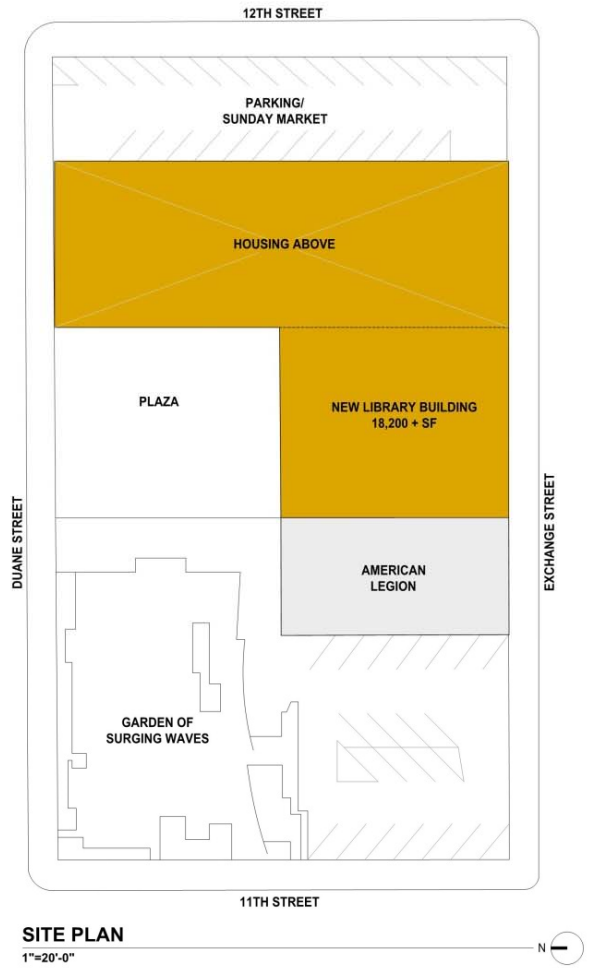 12TH STREET
PARKING/
SUNDAY MARKET
HOUSING ABOVE
PLAZA
NEW LIBRARY BUILDING
18,200 + SF
DUANE STREET
EXCHANGE STREET
AMERICAN
LEGION
GARDEN OF
SURGING WAVES
11TH STREET
SITE PLAN
1"=20'-0"
N